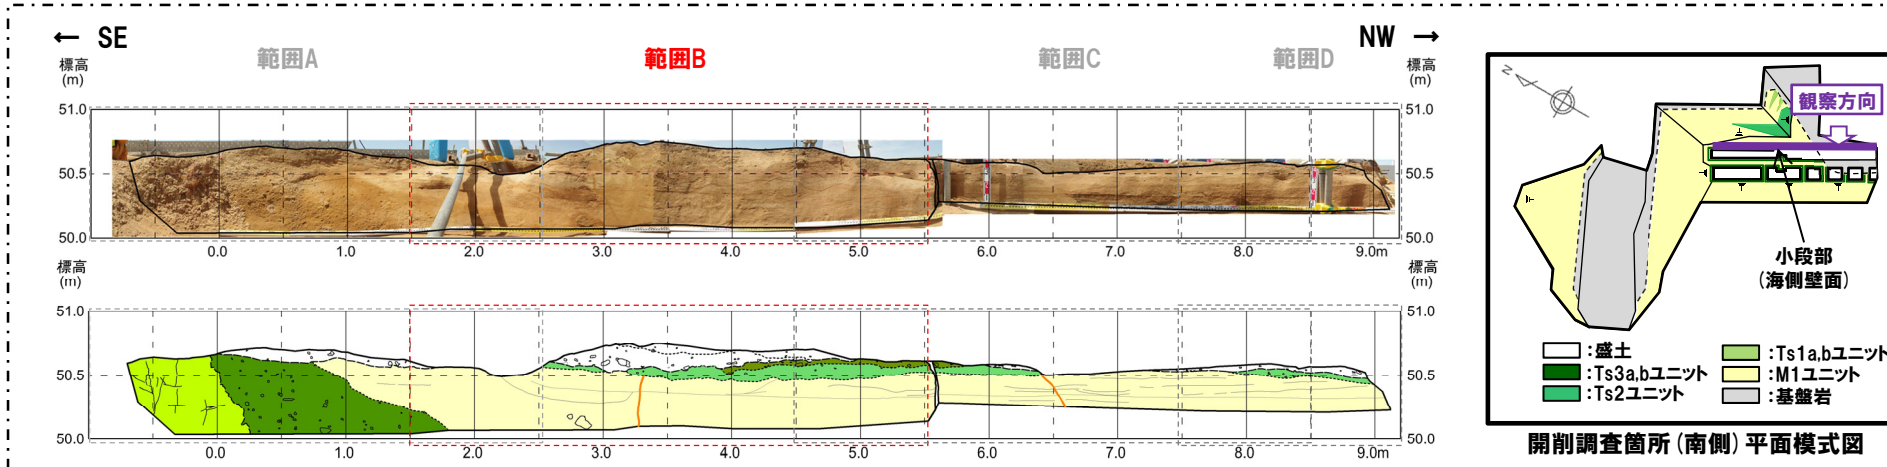 ← SE
NW →
範囲A
範囲B
範囲C
範囲D
標高
(m)
標高
(m)
51.0
50.5
50.0
51.0
50.5
50.0
0.0 1.0 2.0 3.0 4.0 5.0 6.0 7.0 8.0 9.0m
標高
(m)
標高
(m)
51.0
50.5
50.0
51.0
50.5
50.0
0.0 1.0 2.0 3.0 4.0 5.0 6.0 7.0 8.0 9.0m
N
観察方向
小段部
(海側壁面)
:盛土
:Ts3a,bユニット
:Ts2ユニット
:Ts1a,bユニット
:M1ユニット
:基盤岩
開削調査箇所(南側)平面模式図